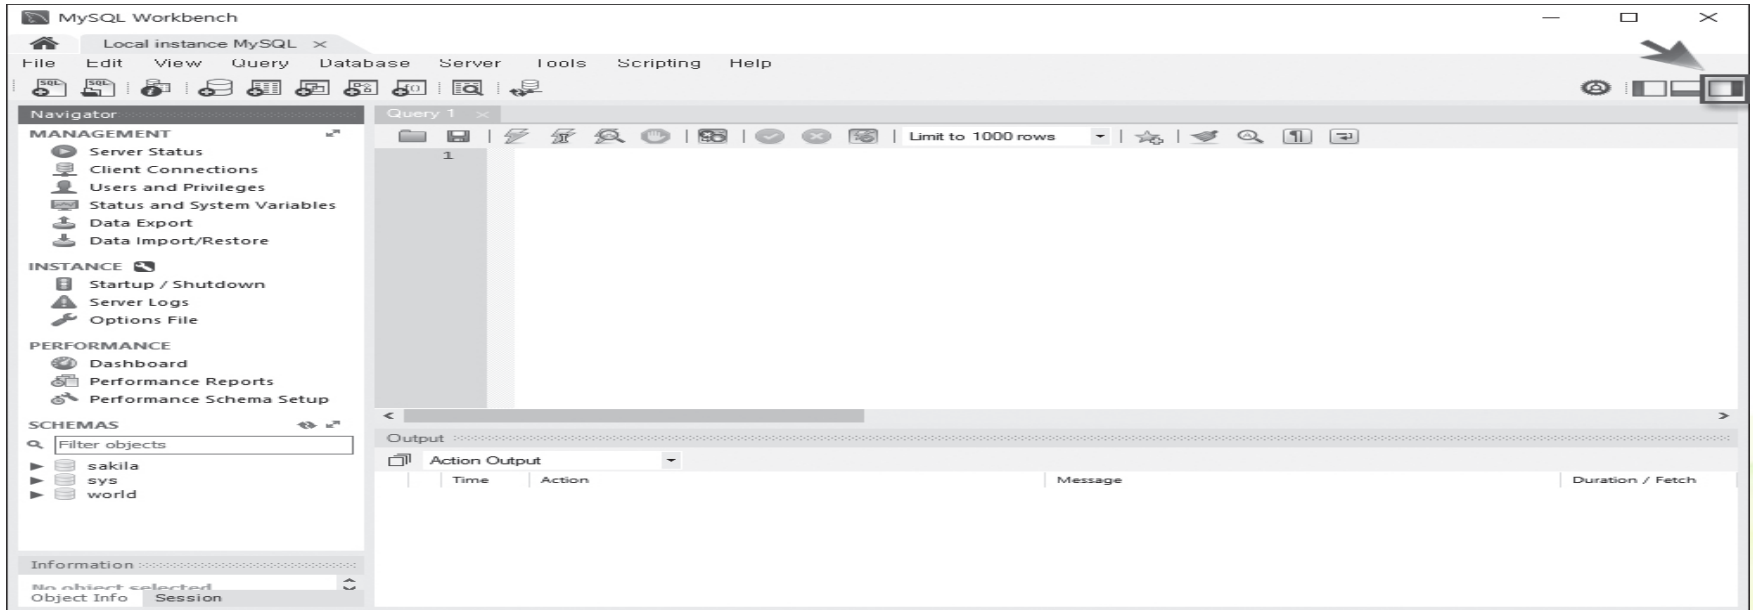 MySQL Workbench
Local instance MySQL
File Edit View Query Database Server Tools Scripting Help
Navigator
MANAGEMENT
Server Status
Client Connections
Users and Privileges
Status and System Variables
Data Export
Data Import/Restore
INSTANCE
Startup / Shutdown
Server Logs
Options File
PERFORMANCE
Dashboard
Performance Reports
Performance Schema Setup
SCHEMAS
Filter objects
sakila
sys
world
Information
No object selected
Object Info Session
Query 1
Limit to 1000 rows
1
Output
Action Output
Time Action Message Duration / Fetch